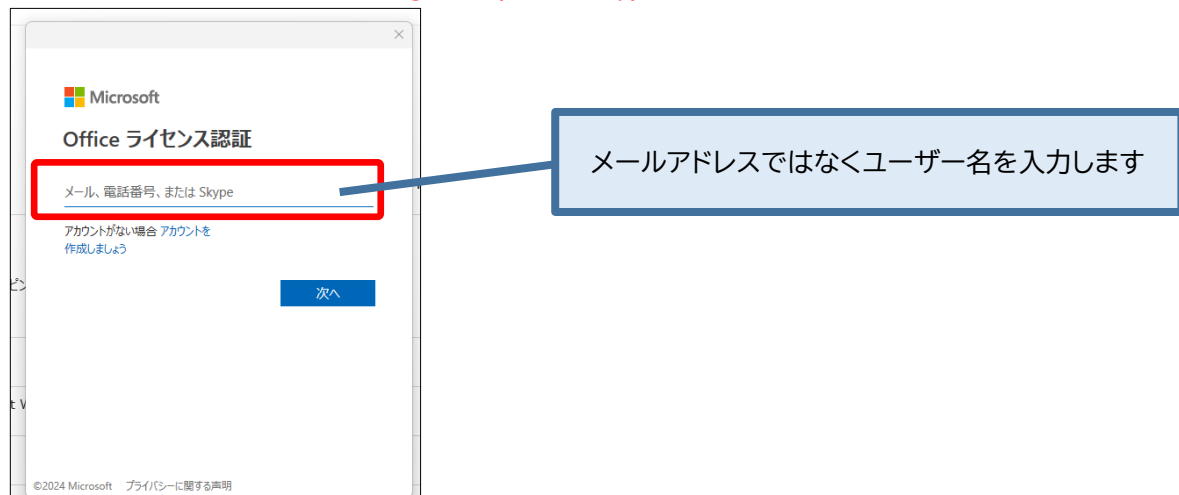 Microsoft
Office ライセンス認証
メール、電話番号、または Skype
アカウントがない場合 アカウントを
作成しましょう
次へ
©2024 Microsoft プライバシーに関する声明
メールアドレスではなくユーザー名を入力します